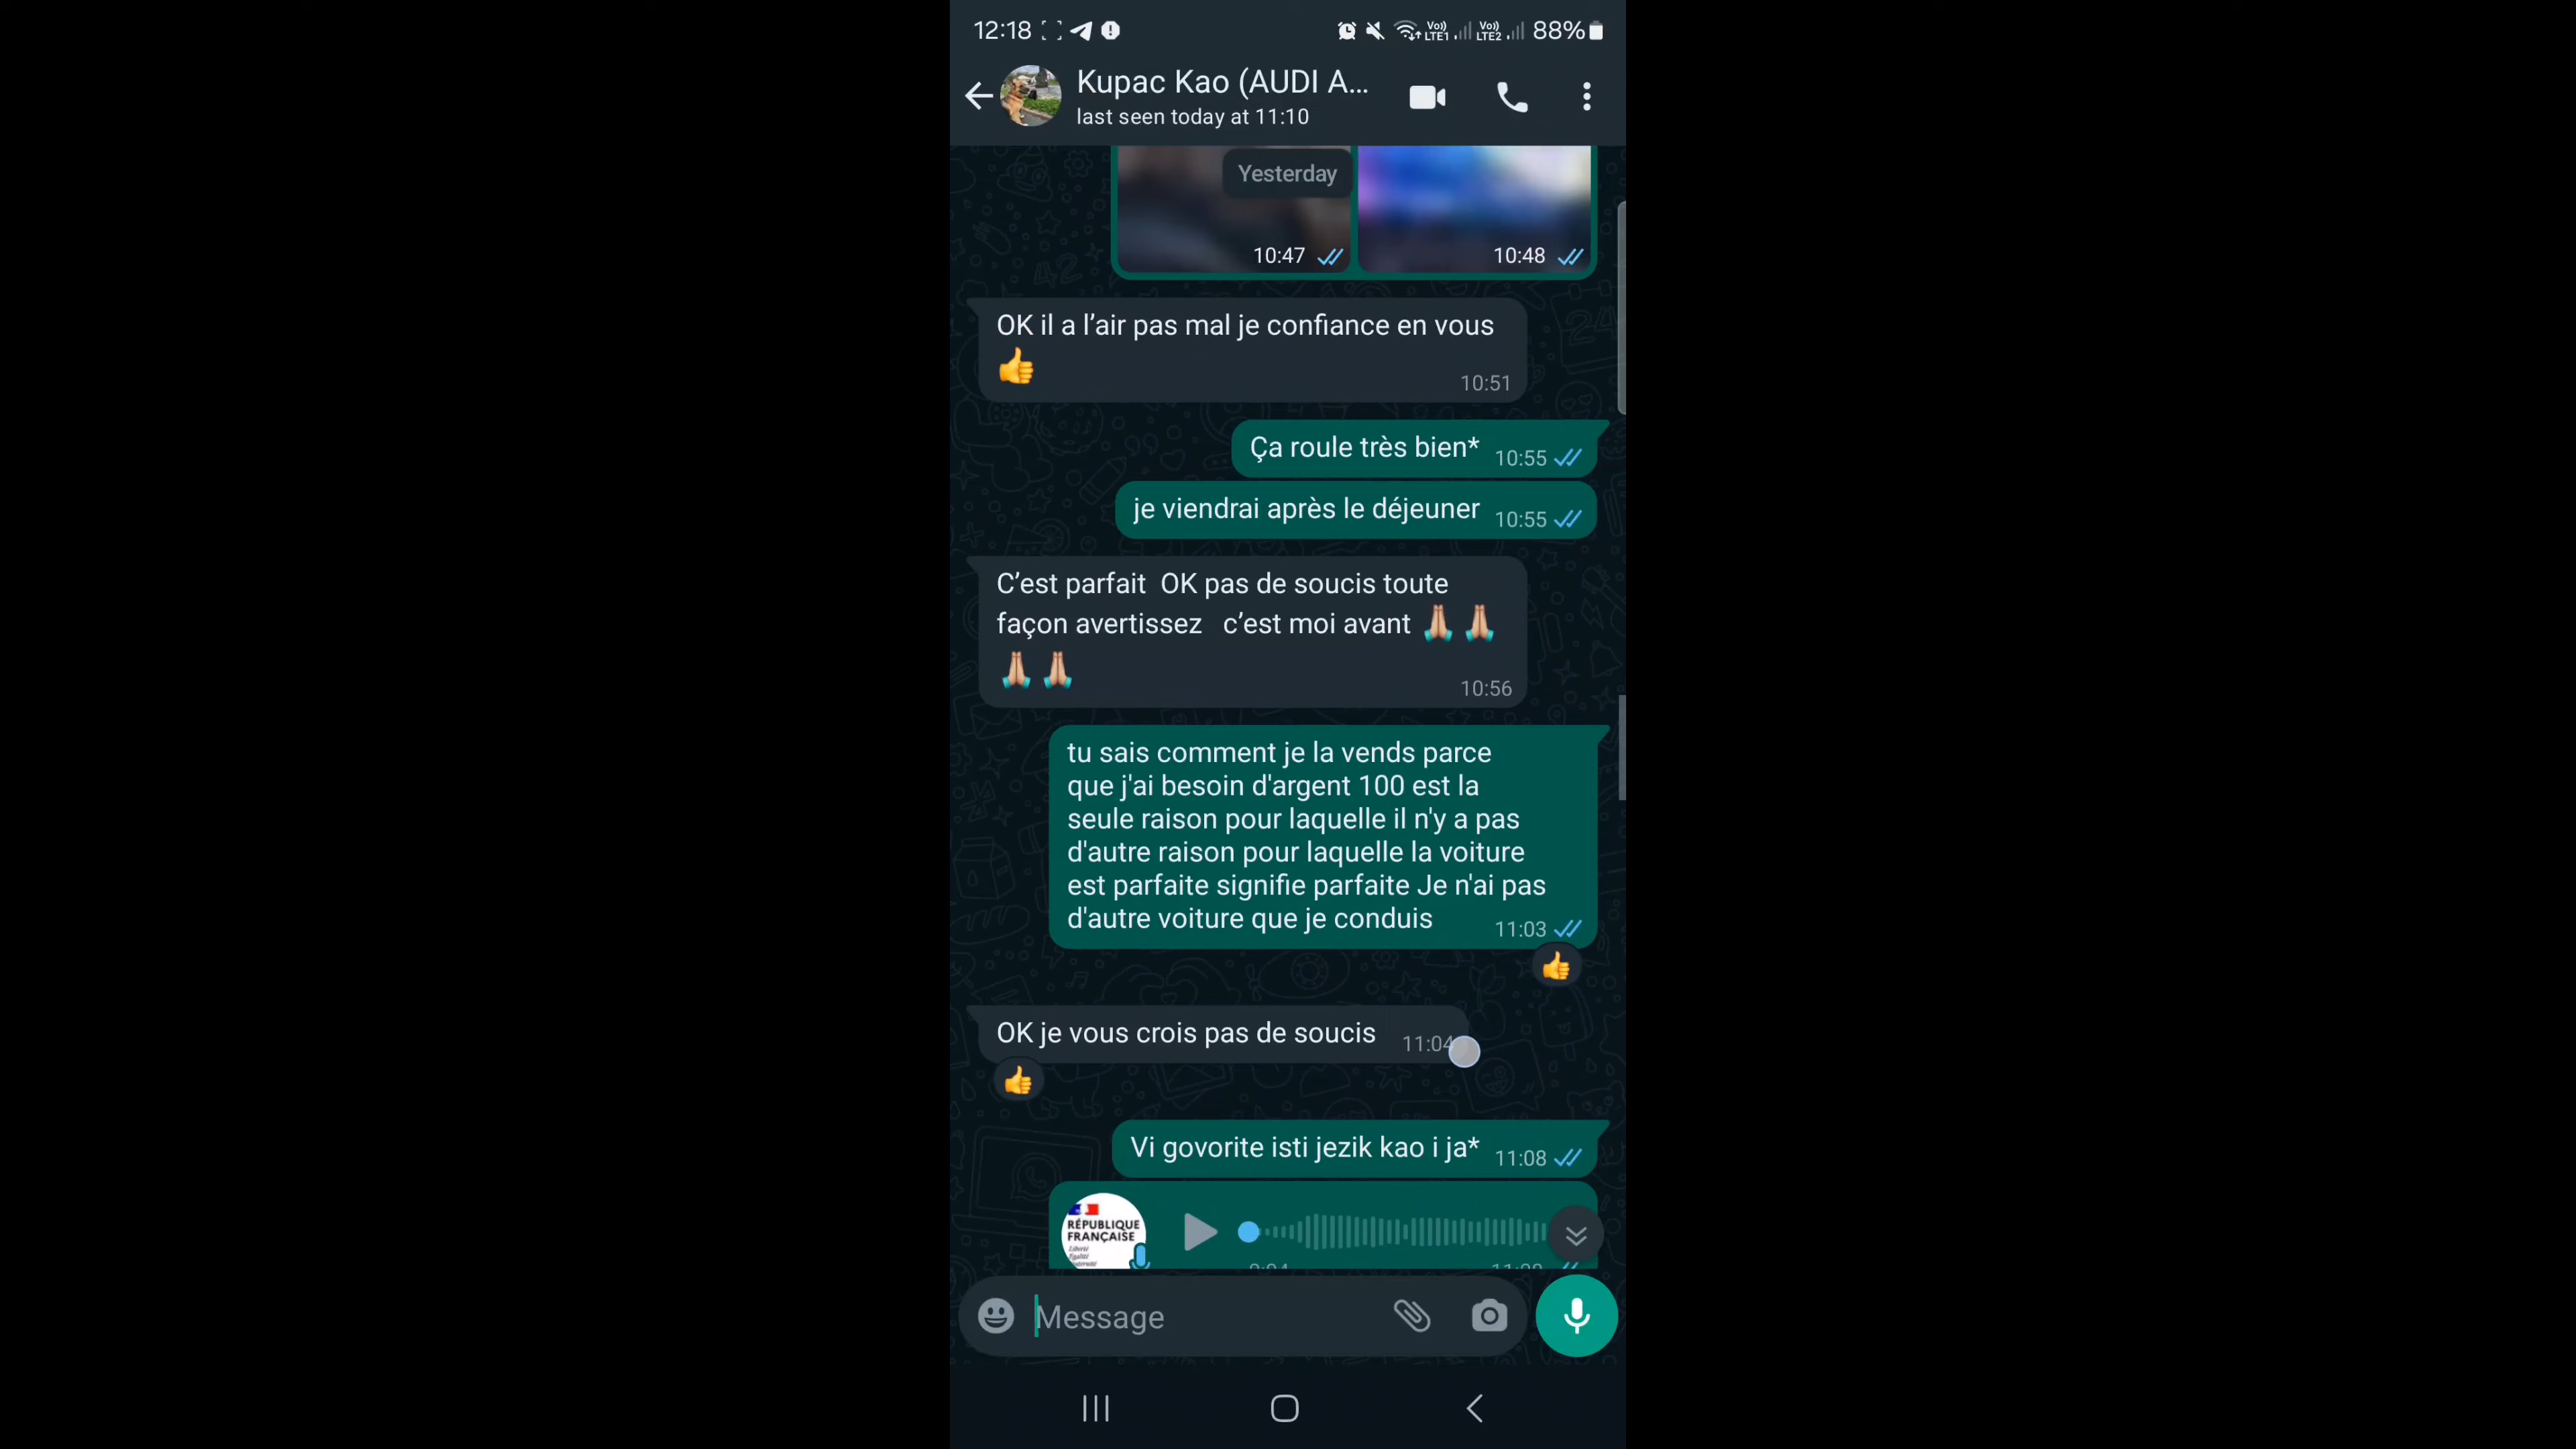 12:18
Vo)) LTE1
Vo)) LTE2
88%
Kupac Kao (AUDI A...
last seen today at 11:10
Yesterday
10:47
10:48
OK il a l’air pas mal je confiance en vous
👍
10:51
Ça roule très bien*
10:55
je viendrai après le déjeuner
10:55
C’est parfait  OK pas de soucis toute
façon avertissez   c’est moi avant 🙏🏼🙏🏼
🙏🏼🙏🏼
10:56
tu sais comment je la vends parce
que j'ai besoin d'argent 100 est la
seule raison pour laquelle il n'y a pas
d'autre raison pour laquelle la voiture
est parfaite signifie parfaite Je n'ai pas
d'autre voiture que je conduis
11:03
👍
OK je vous crois pas de soucis
11:04
👍
Vi govorite isti jezik kao i ja*
11:08
RÉPUBLIQUE
FRANÇAISE
Liberté
Égalité
Message